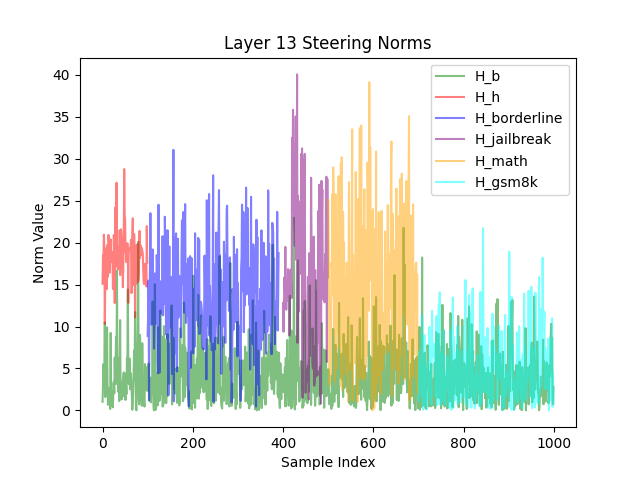 Layer 13 Steering Norms
Norm Value
40
35
30
25
20
15
10
5
0
H_b
H_h
H_borderline
H_jailbreak
H_math
H_gsm8k
0
200
400
600
800
1000
Sample Index